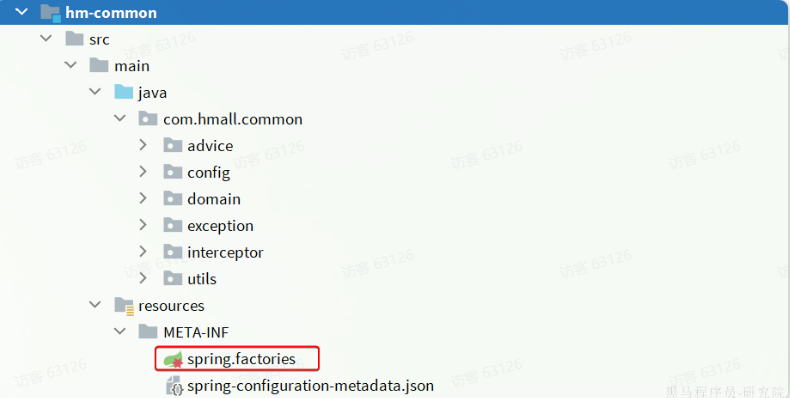 hm-common
src
访客 63126 访客 63126 访客 63126
main
java
com.hmall.common
advice
访客 63126 访客 63126 访客 63126
config
domain
exception
interceptor
访客 63126 访客 63126 访客 63126
utils
resources
META-INF
spring.factories
访客 63126 访客 63126 访客 63126
spring-configuration-metadata.json
黑马程序员-研究院